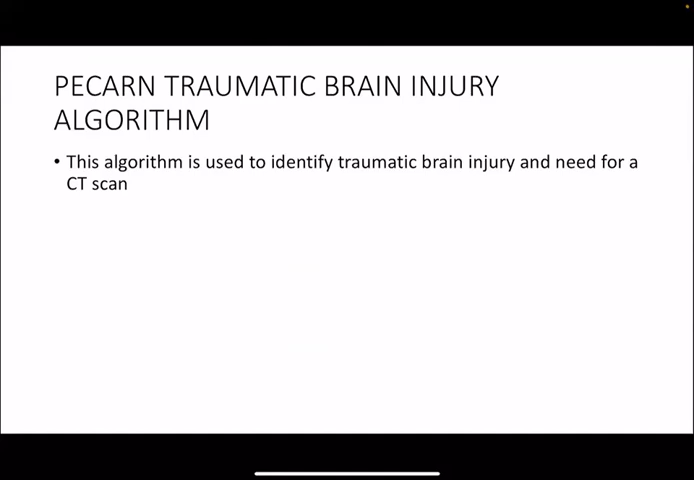 PECARN TRAUMATIC BRAIN INJURY
ALGORITHM
• This algorithm is used to identify traumatic brain injury and need for a
CT scan